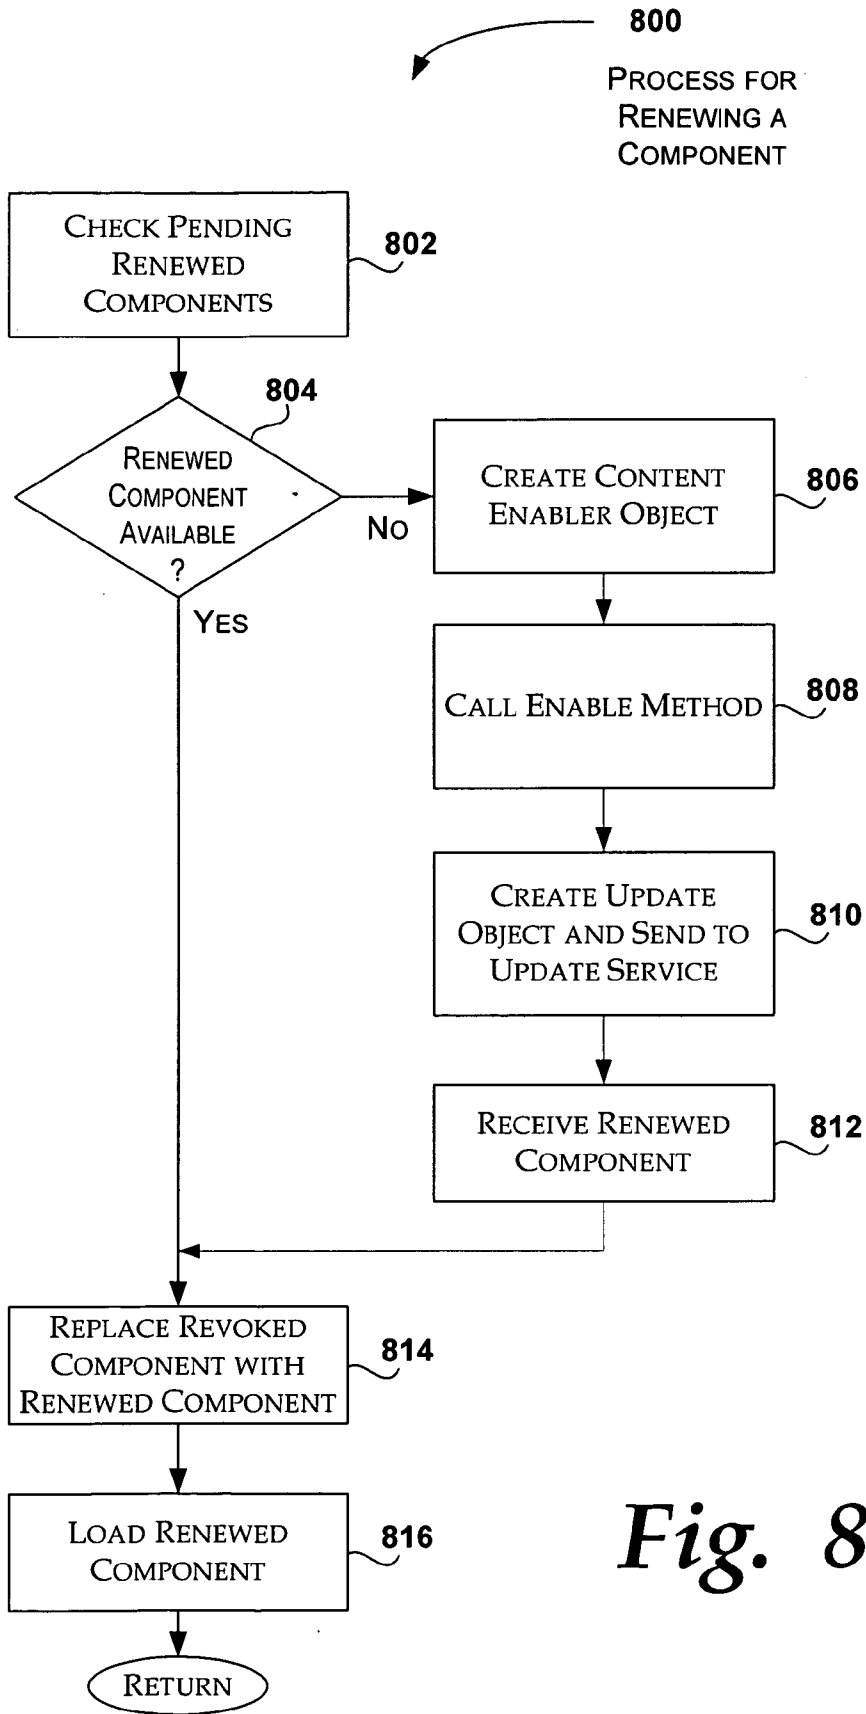 800
PROCESS FOR
RENEWING A
COMPONENT
CHECK PENDING
RENEWED
COMPONENTS
802
804
RENEWED
COMPONENT
AVAILABLE
?
NO
YES
CREATE CONTENT
ENABLER OBJECT
806
CALL ENABLE METHOD
808
CREATE UPDATE
OBJECT AND SEND TO
UPDATE SERVICE
810
RECEIVE RENEWED
COMPONENT
812
REPLACE REVOKED
COMPONENT WITH
RENEWED COMPONENT
814
LOAD RENEWED
COMPONENT
816
RETURN
Fig. 8